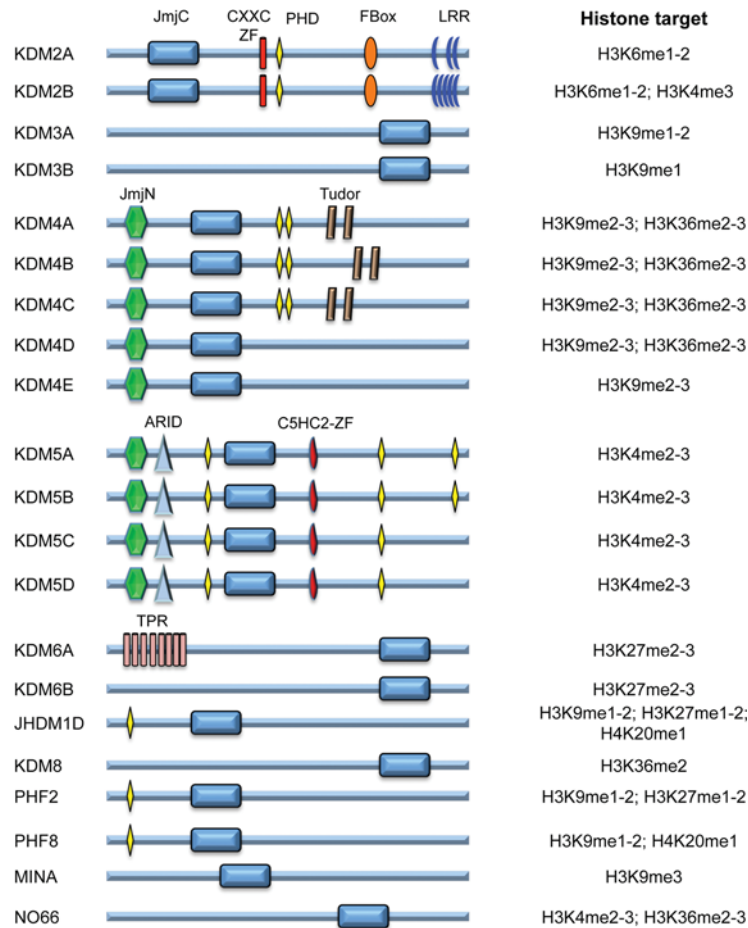 JmjC CXXC ZF PHD FBox LRR Histone target
KDM2A H3K6me1-2
KDM2B H3K6me1-2; H3K4me3
KDM3A H3K9me1-2
KDM3B H3K9me1
JmjN Tudor
KDM4A H3K9me2-3; H3K36me2-3
KDM4B H3K9me2-3; H3K36me2-3
KDM4C H3K9me2-3; H3K36me2-3
KDM4D H3K9me2-3; H3K36me2-3
KDM4E H3K9me2-3
ARID C5HC2-ZF
KDM5A H3K4me2-3
KDM5B H3K4me2-3
KDM5C H3K4me2-3
KDM5D H3K4me2-3
TPR
KDM6A H3K27me2-3
KDM6B H3K27me2-3
JHDM1D H3K9me1-2; H3K27me1-2;
H4K20me1
KDM8 H3K36me2
PHF2 H3K9me1-2; H3K27me1-2
PHF8 H3K9me1-2; H4K20me1
MINA H3K9me3
NO66 H3K4me2-3; H3K36me2-3